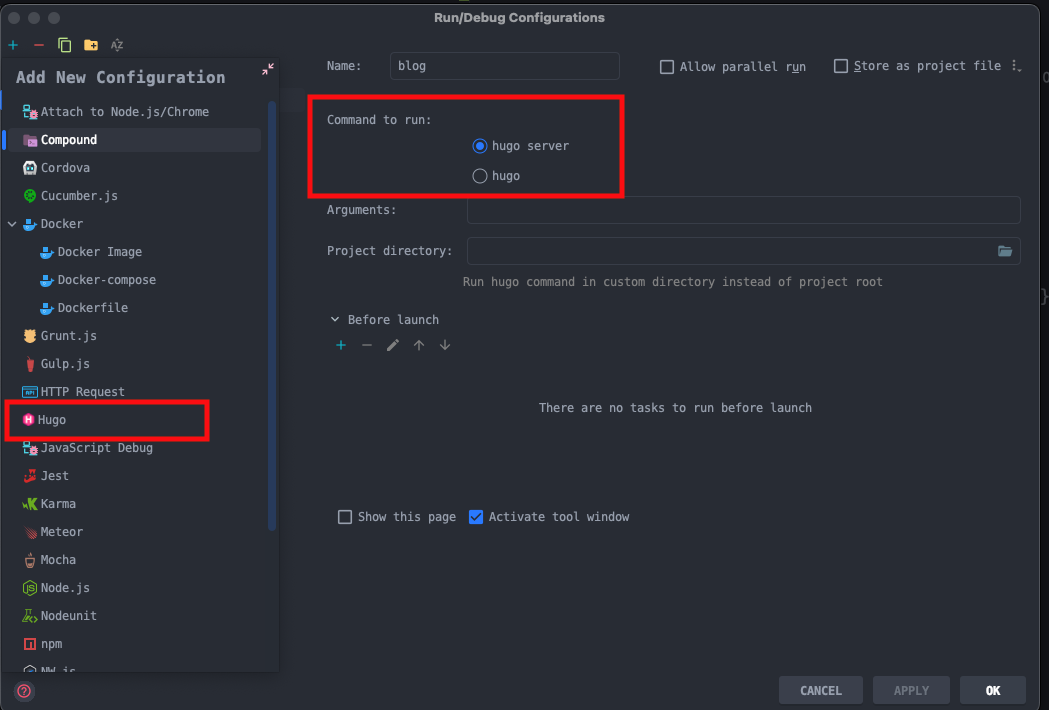 Run/Debug Configurations
Add New Configuration
Attach to Node.js/Chrome
Compound
Cordova
Cucumber.js
Docker
Docker Image
Docker-compose
Dockerfile
Grunt.js
Gulp.js
HTTP Request
Hugo
JavaScript Debug
Jest
Karma
Meteor
Mocha
Node.js
Nodeunit
npm
NW.js
Name: blog
Allow parallel run
Store as project file
Command to run:
hugo server
hugo
Arguments:
Project directory:
Run hugo command in custom directory instead of project root
Before launch
There are no tasks to run before launch
Show this page
Activate tool window
CANCEL
APPLY
OK